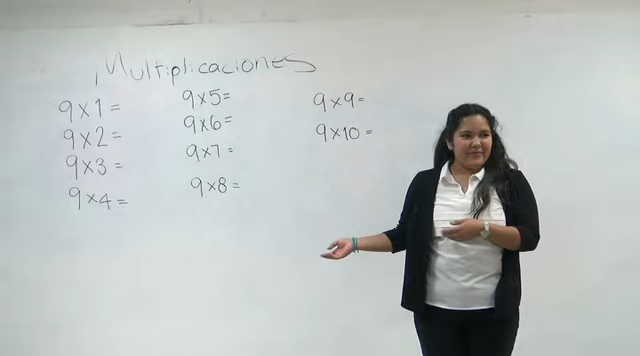 Multiplicaciones
9x1=
9x2=
9x3=
9x4=
9x5=
9x6=
9x7=
9x8=
9x9=
9x10=